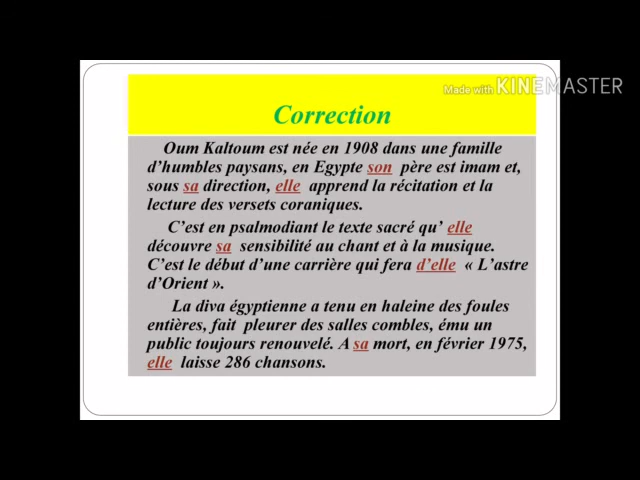 Made with KINEMASTER
Correction
Oum Kaltoum est née en 1908 dans une famille
d'humbles paysans, en Egypte son père est imam et,
sous sa direction, elle apprend la récitation et la
lecture des versets coraniques.
C'est en psalmodiant le texte sacré qu' elle
découvre sa sensibilité au chant et à la musique.
C'est le début d'une carrière qui fera d'elle « L'astre
d'Orient ».
La diva égyptienne a tenu en haleine des foules
entières, fait pleurer des salles combles, ému un
public toujours renouvelé. A sa mort, en février 1975,
elle laisse 286 chansons.